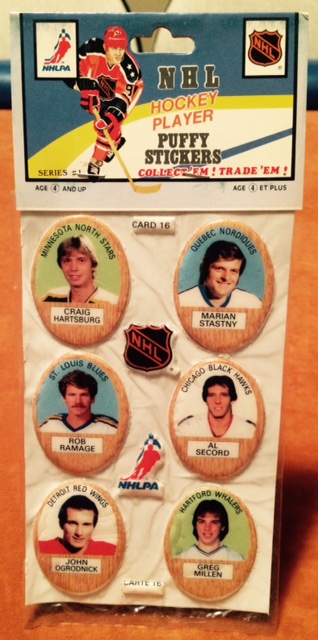 NHLPA
NHL
NHL
HOCKEY
PLAYER
PUFFY
STICKERS
COLLECT 'EM! TRADE 'EM!
SERIES #1
AGE 4 AND UP
AGE 4 ET PLUS
CARD 16
MINNESOTA NORTH STARS
CRAIG
HARTSBURG
QUEBEC NORDIQUES
MARIAN
STASTNY
NHL
ST. LOUIS BLUES
ROB
RAMAGE
CHICAGO BLACK HAWKS
AL
SECORD
NHLPA
DETROIT RED WINGS
JOHN
OGRODNICK
HARTFORD WHALERS
GREG
MILLEN
CARTE 16